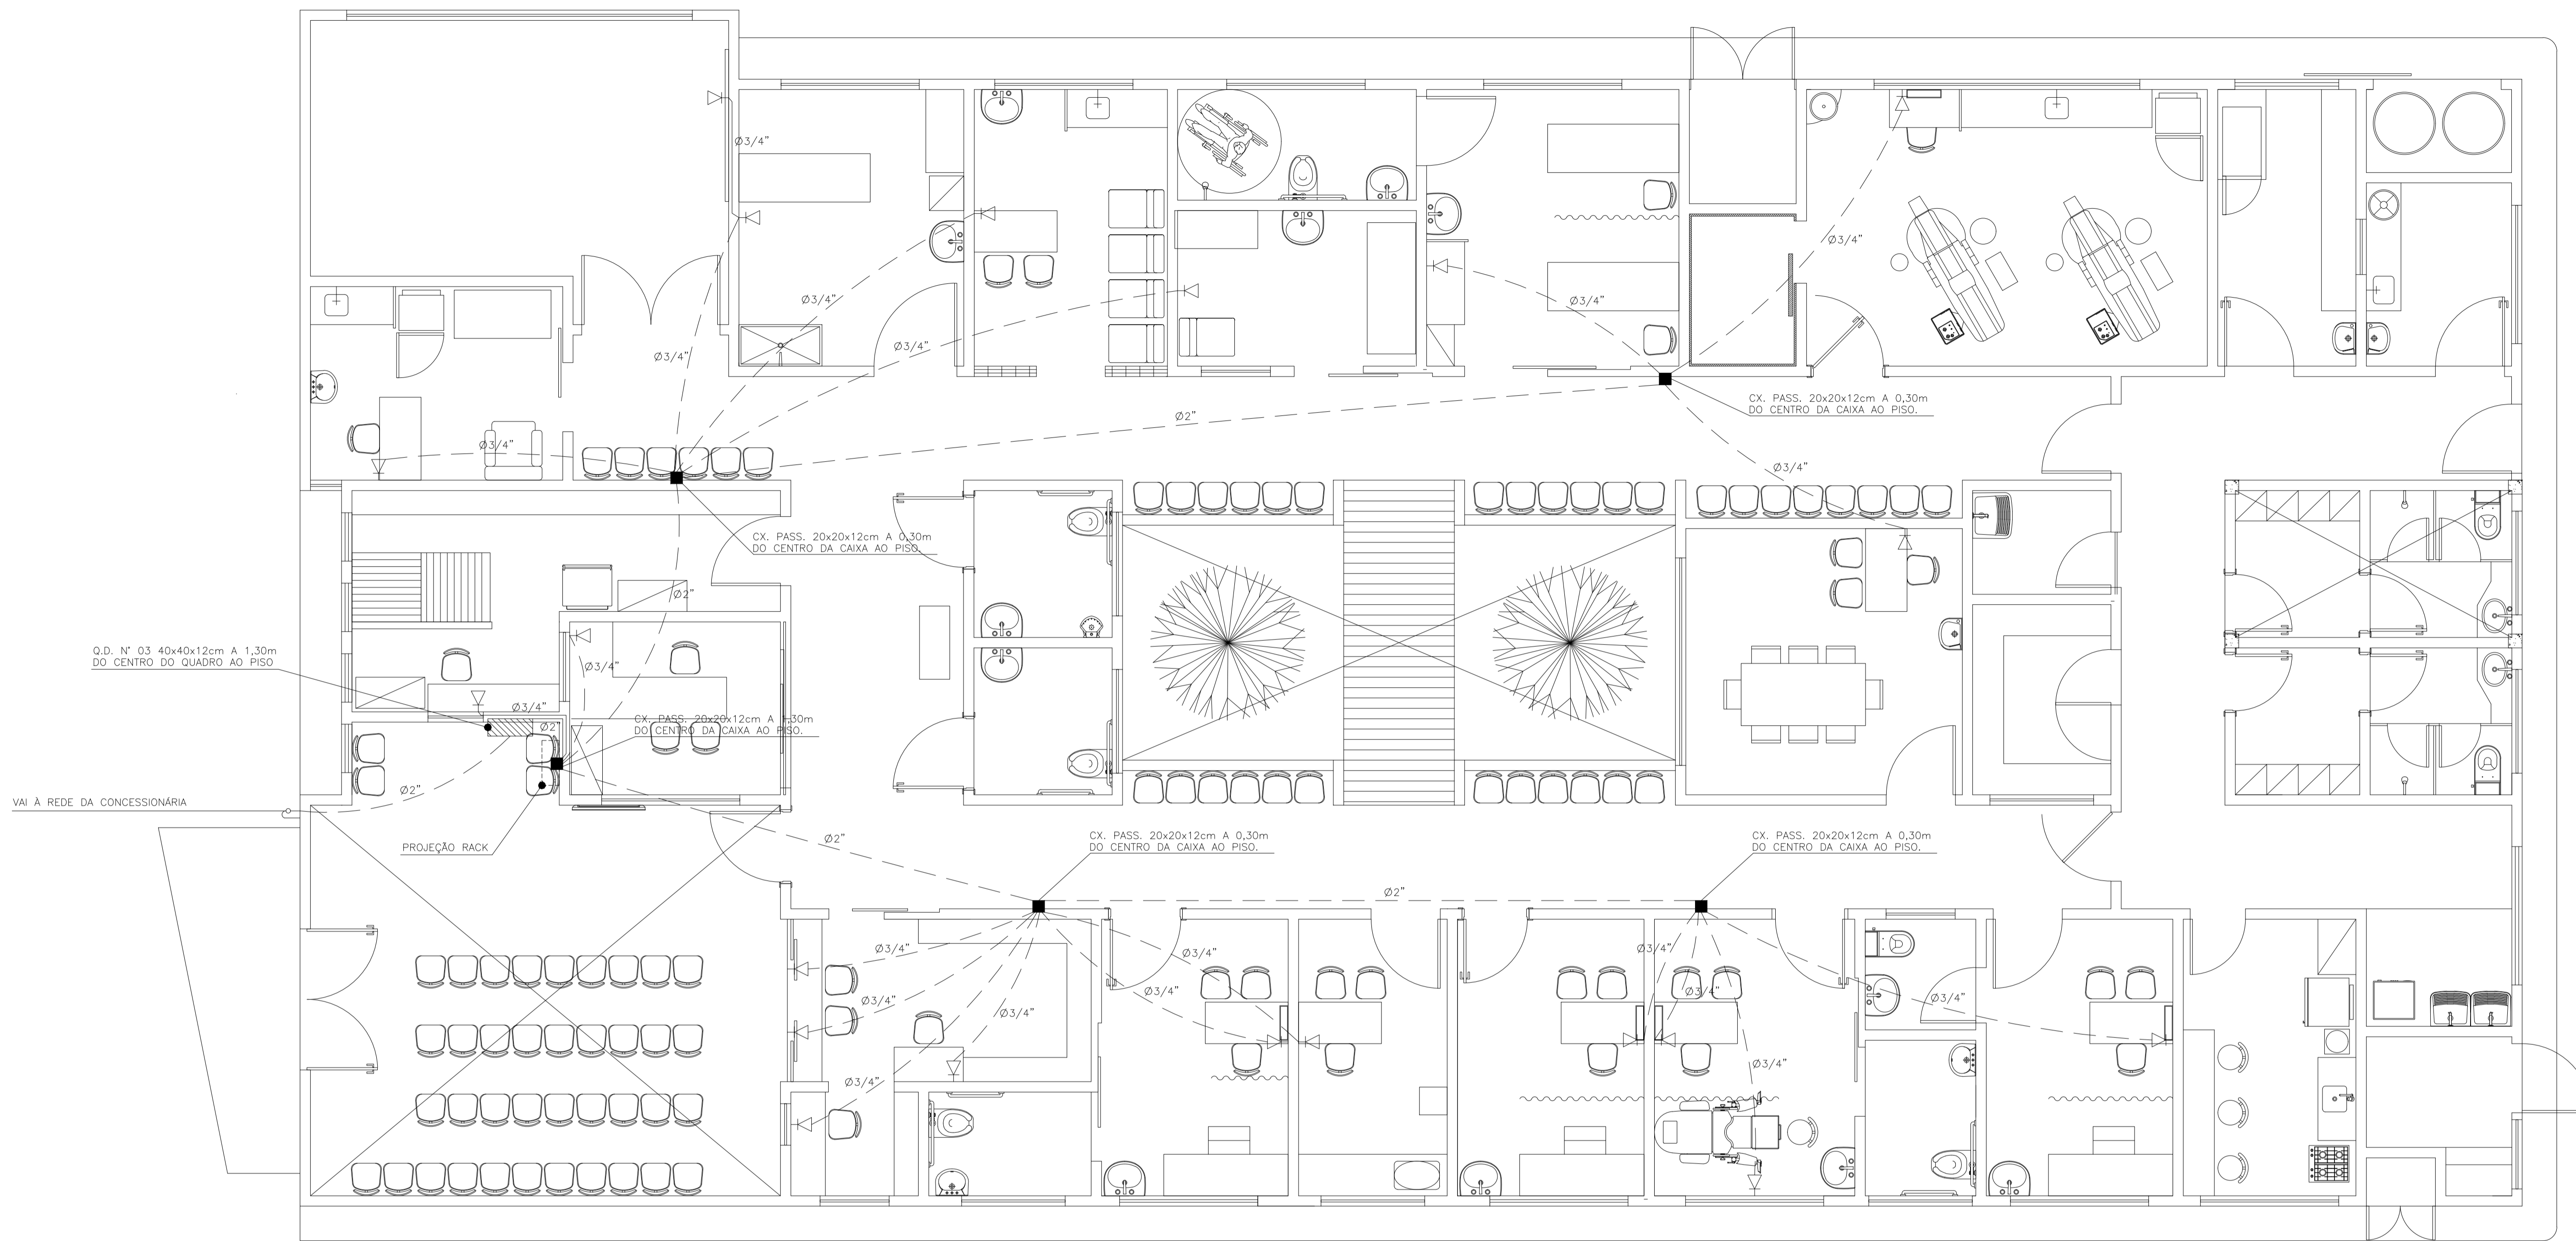 Ø3/4"
Ø3/4"
Ø3/4"
Ø3/4"
Ø3/4"
Ø3/4"
Ø3/4"
CX. PASS. 20x20x12cm A 0,30m
DO CENTRO DA CAIXA AO PISO.
Ø2"
Ø3/4"
Ø3/4"
CX. PASS. 20x20x12cm A 0,30m
DO CENTRO DA CAIXA AO PISO.
Ø2"
Q.D. N° 03 40x40x12cm A 1,30m
DO CENTRO DO QUADRO AO PISO
Ø3/4"
Ø3/4"
Ø2"
CX. PASS. 20x20x12cm A 1,30m
DO CENTRO DA CAIXA AO PISO.
Ø2"
VAI À REDE DA CONCESSIONÁRIA
PROJEÇÃO RACK
Ø2"
CX. PASS. 20x20x12cm A 0,30m
DO CENTRO DA CAIXA AO PISO.
CX. PASS. 20x20x12cm A 0,30m
DO CENTRO DA CAIXA AO PISO.
Ø2"
Ø3/4"
Ø3/4"
Ø3/4"
Ø3/4"
Ø3/4"
Ø3/4"
Ø3/4"
Ø3/4"
Ø3/4"
Ø3/4"